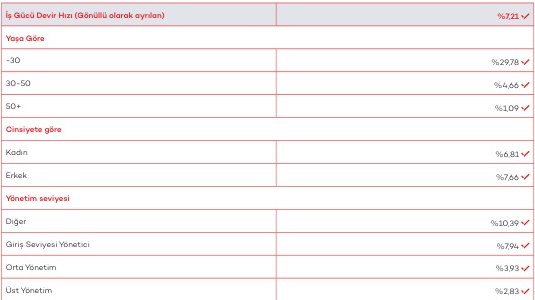 İş Gücü Devir Hızı (Gönüllü olarak ayrılan) %7,21
Yaşa Göre
-30 %29,78
30-50 %4,66
50+ %1,09
Cinsiyete göre
Kadın %6,81
Erkek %7,66
Yönetim seviyesi
Diğer %10,39
Giriş Seviyesi Yönetici %7,94
Orta Yönetim %3,93
Üst Yönetim %2,83